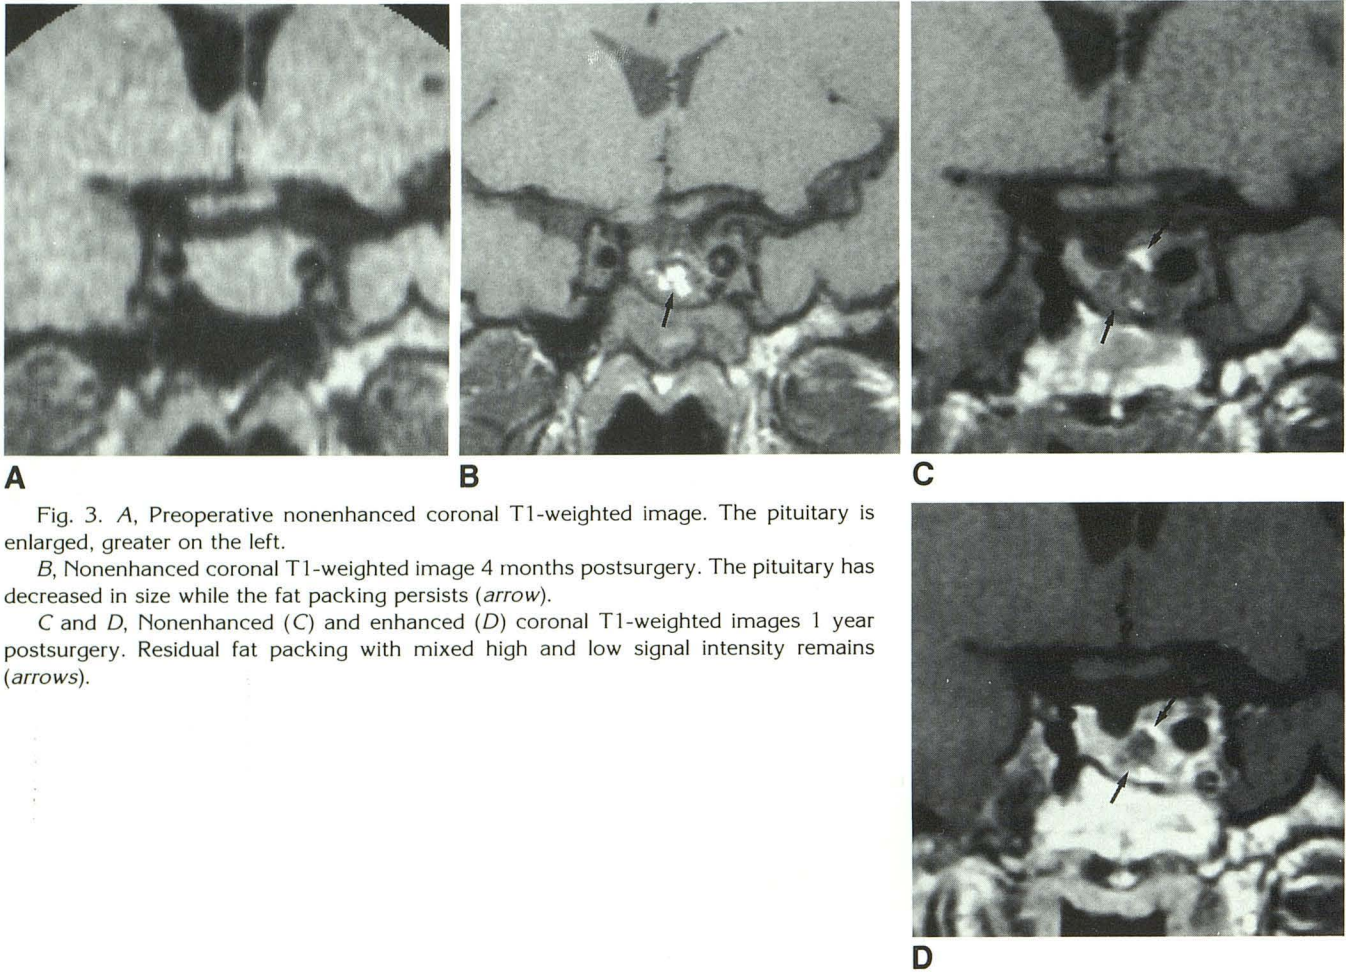 A
B
C
Fig. 3. A, Preoperative nonenhanced coronal T1-weighted image. The pituitary is
enlarged, greater on the left.
B, Nonenhanced coronal T1-weighted image 4 months postsurgery. The pituitary has
decreased in size while the fat packing persists (arrow).
C and D, Nonenhanced (C) and enhanced (D) coronal T1-weighted images 1 year
postsurgery. Residual fat packing with mixed high and low signal intensity remains
(arrows).
D